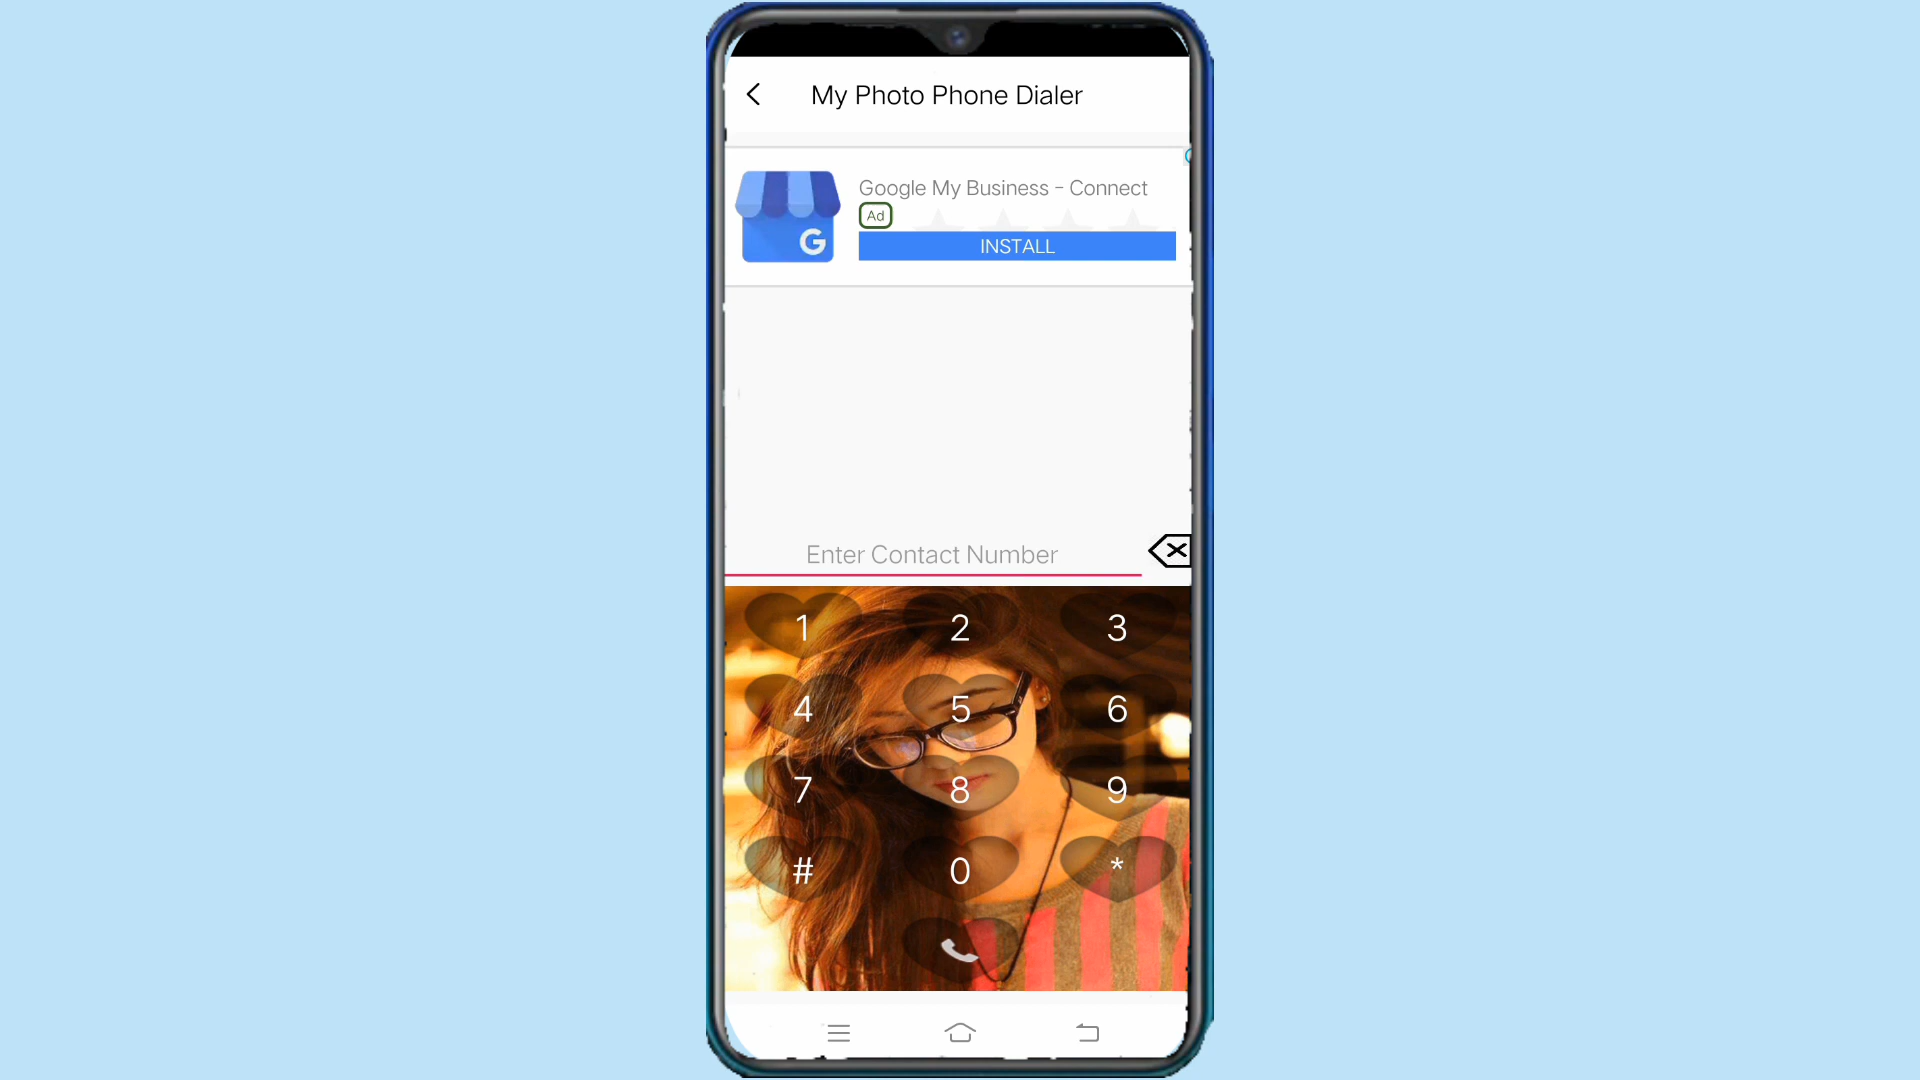 My Photo Phone Dialer
Google My Business - Connect
Ad
INSTALL
G
Enter Contact Number
1 2 3
4 5 6
7 8 9
# 0 *